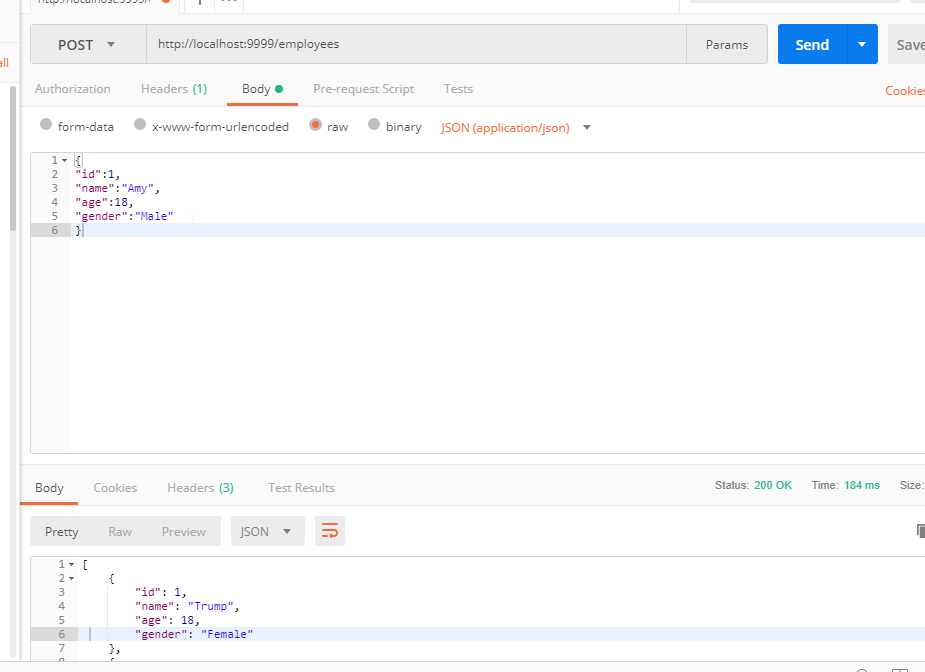 http://localhost:9999/
POST http://localhost:9999/employees Params Send Save
Authorization Headers (1) Body Pre-request Script Tests Cookies
form-data x-www-form-urlencoded raw binary JSON (application/json)
1 {
2 "id":1,
3 "name":"Amy",
4 "age":18,
5 "gender":"Male"
6 }
Body Cookies Headers (3) Test Results Status: 200 OK Time: 184 ms Size:
Pretty Raw Preview JSON
1 [
2 {
3 "id": 1,
4 "name": "Trump",
5 "age": 18,
6 "gender": "Female"
7 },
8 {